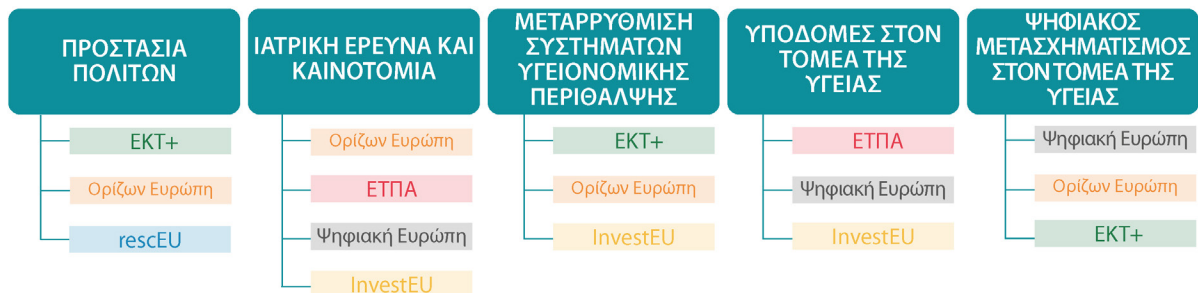 ΠΡΟΣΤΑΣΙΑ
ΠΟΛΙΤΩΝ
ΕΚΤ+
Ορίζων Ευρώπη
rescEU
ΙΑΤΡΙΚΗ ΕΡΕΥΝΑ ΚΑΙ
ΚΑΙΝΟΤΟΜΙΑ
Ορίζων Ευρώπη
ΕΤΠΑ
Ψηφιακή Ευρώπη
InvestEU
ΜΕΤΑΡΡΥΘΜΙΣΗ
ΣΥΣΤΗΜΑΤΩΝ
ΥΓΕΙΟΝΟΜΙΚΗΣ
ΠΕΡΙΘΑΛΨΗΣ
ΕΚΤ+
Ορίζων Ευρώπη
InvestEU
ΥΠΟΔΟΜΕΣ ΣΤΟΝ
ΤΟΜΕΑ ΤΗΣ
ΥΓΕΙΑΣ
ΕΤΠΑ
Ψηφιακή Ευρώπη
InvestEU
ΨΗΦΙΑΚΟΣ
ΜΕΤΑΣΧΗΜΑΤΙΣΜΟΣ
ΣΤΟΝ ΤΟΜΕΑ ΤΗΣ
ΥΓΕΙΑΣ
Ψηφιακή Ευρώπη
Ορίζων Ευρώπη
ΕΚΤ+